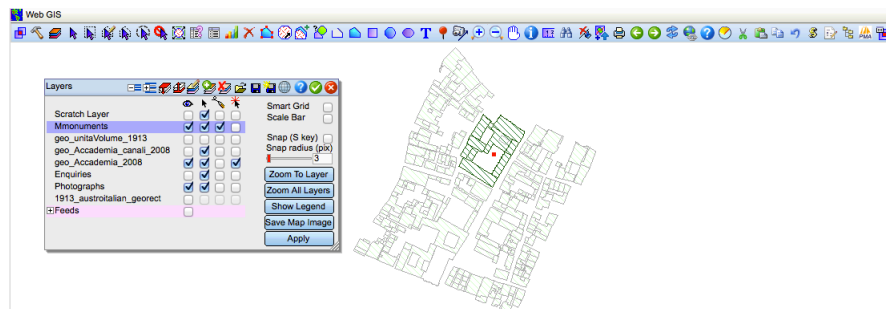 Web GIS
Layers
Scratch Layer
Mmonuments
geo_unitaVolume_1913
geo_Accademia_canali_2008
geo_Accademia_2008
Enquiries
Photographs
1913_austroitalian_georect
Feeds
Smart Grid
Scale Bar
Snap (S key)
Snap radius (pix)
3
Zoom To Layer
Zoom All Layers
Show Legend
Save Map Image
Apply